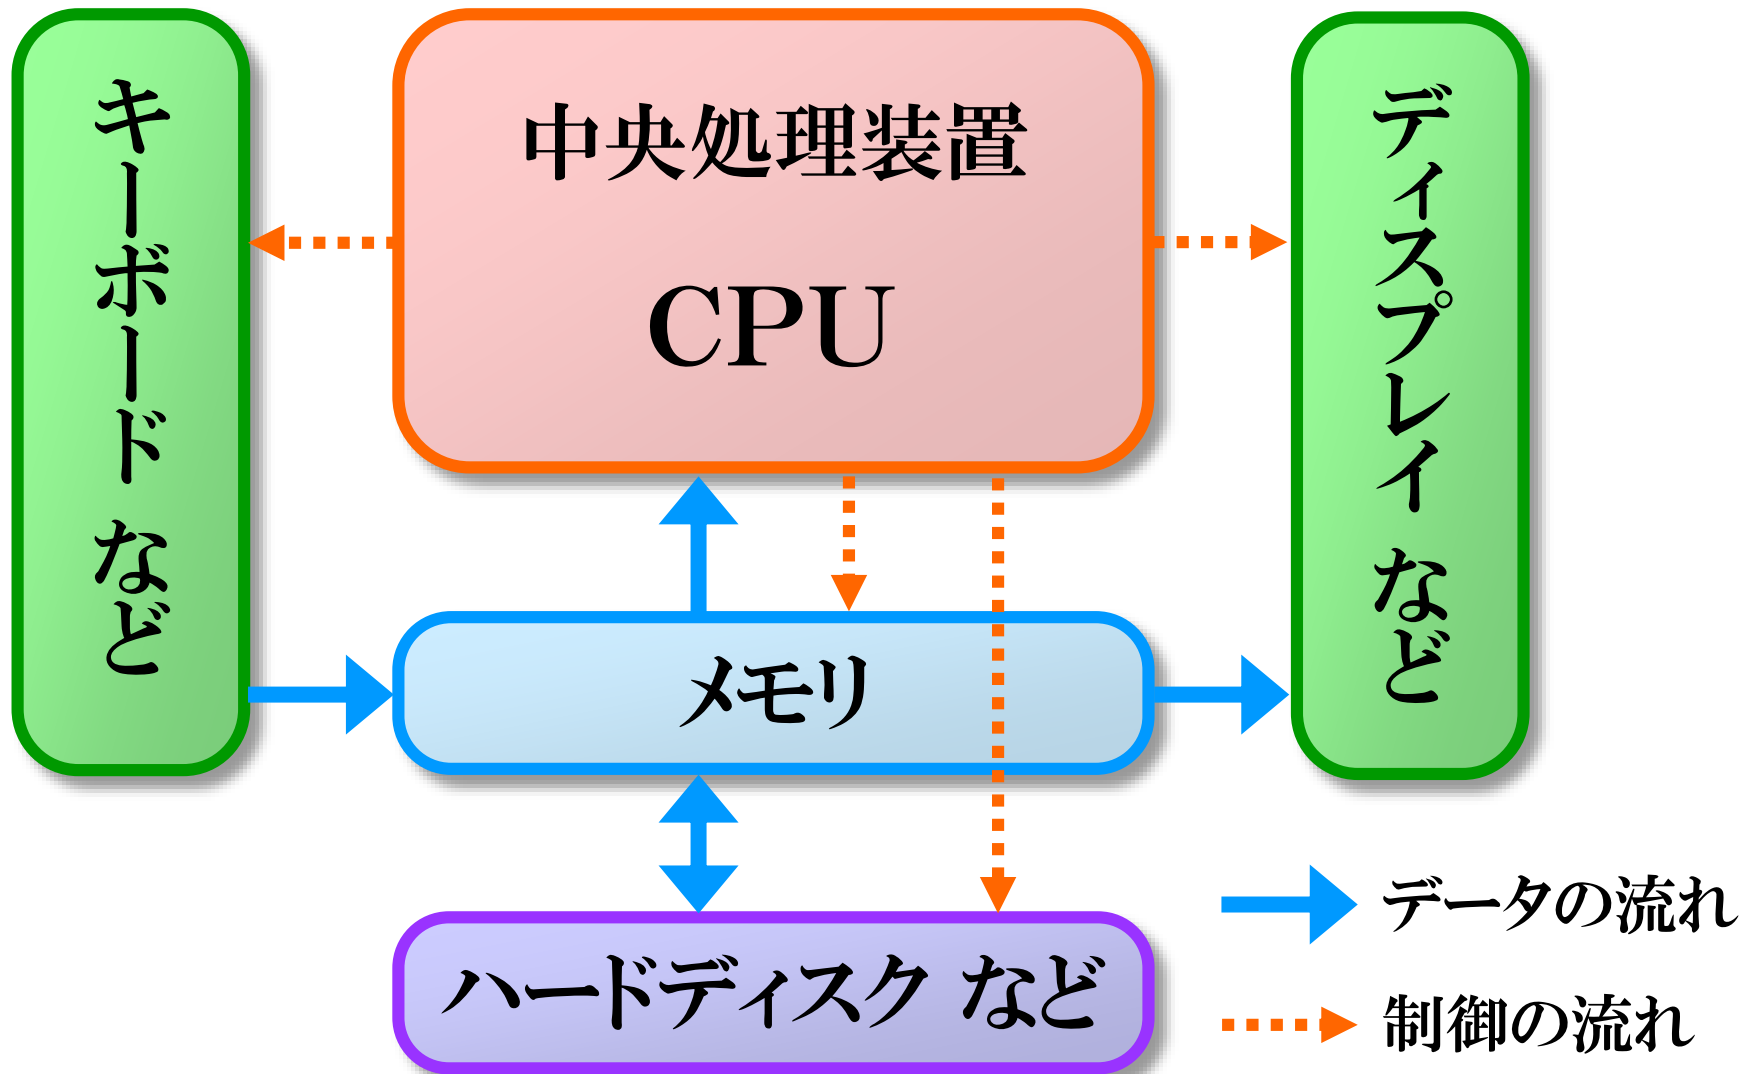 キーボード など
中央処理装置
CPU
ディスプレイ など
メモリ
ハードディスク など
データの流れ
制御の流れ